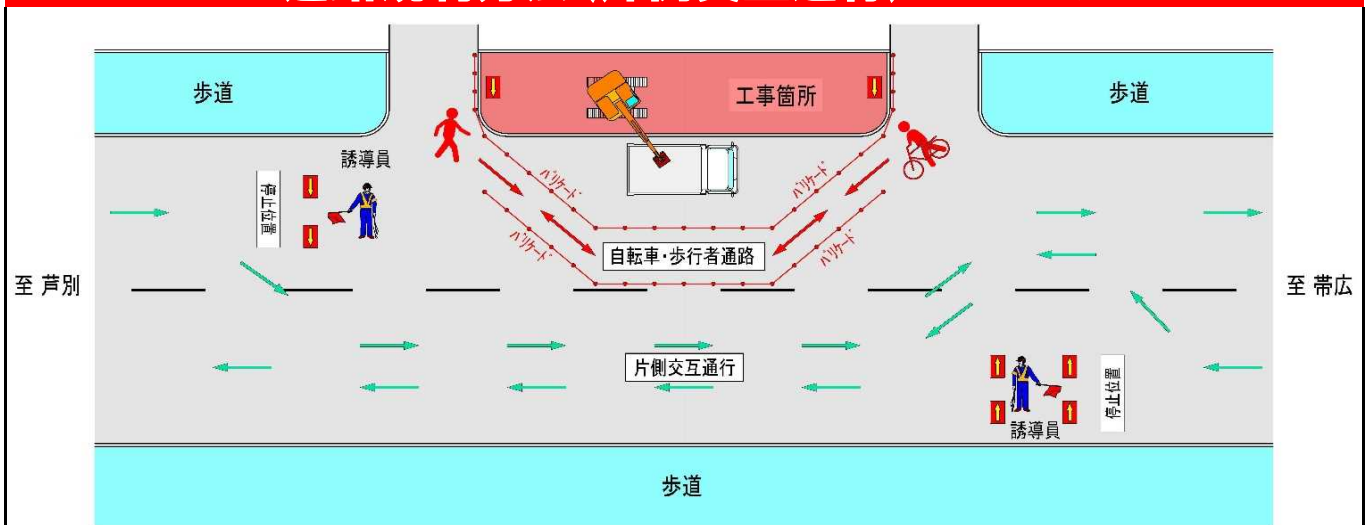 歩道
工事箇所
歩道
誘導員
停止位置
バリケード
バリケード
バリケード
バリケード
自転車・歩行者通路
至 芦別
至 帯広
片側交互通行
停止位置
誘導員
歩道